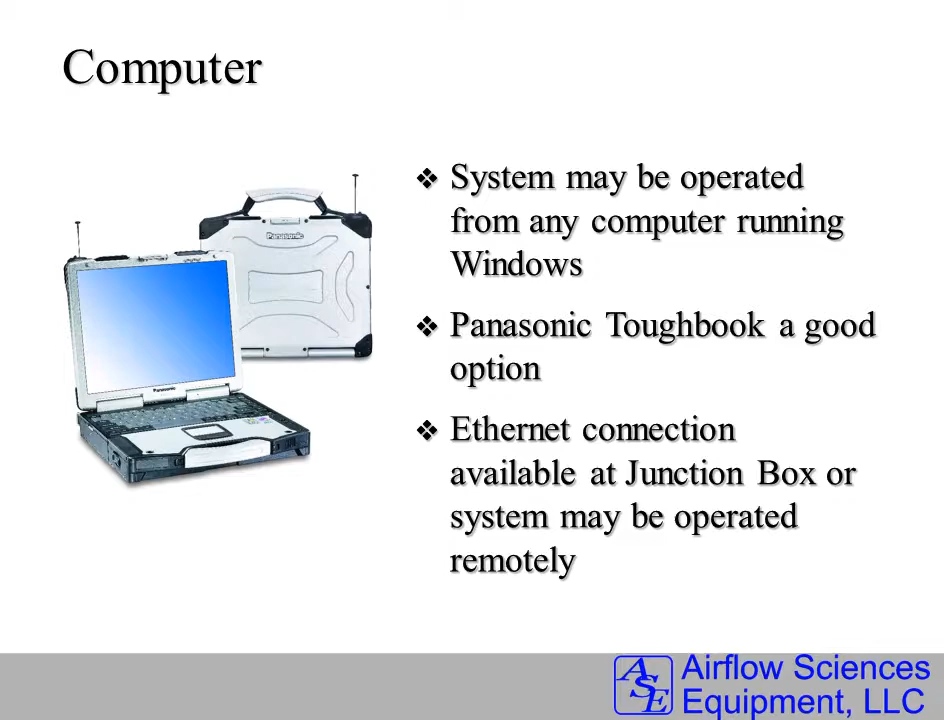 Computer
❖ System may be operated
from any computer running
Windows
❖ Panasonic Toughbook a good
option
❖ Ethernet connection
available at Junction Box or
system may be operated
remotely
Panasonic
Panasonic
ASE
Airflow Sciences
Equipment, LLC